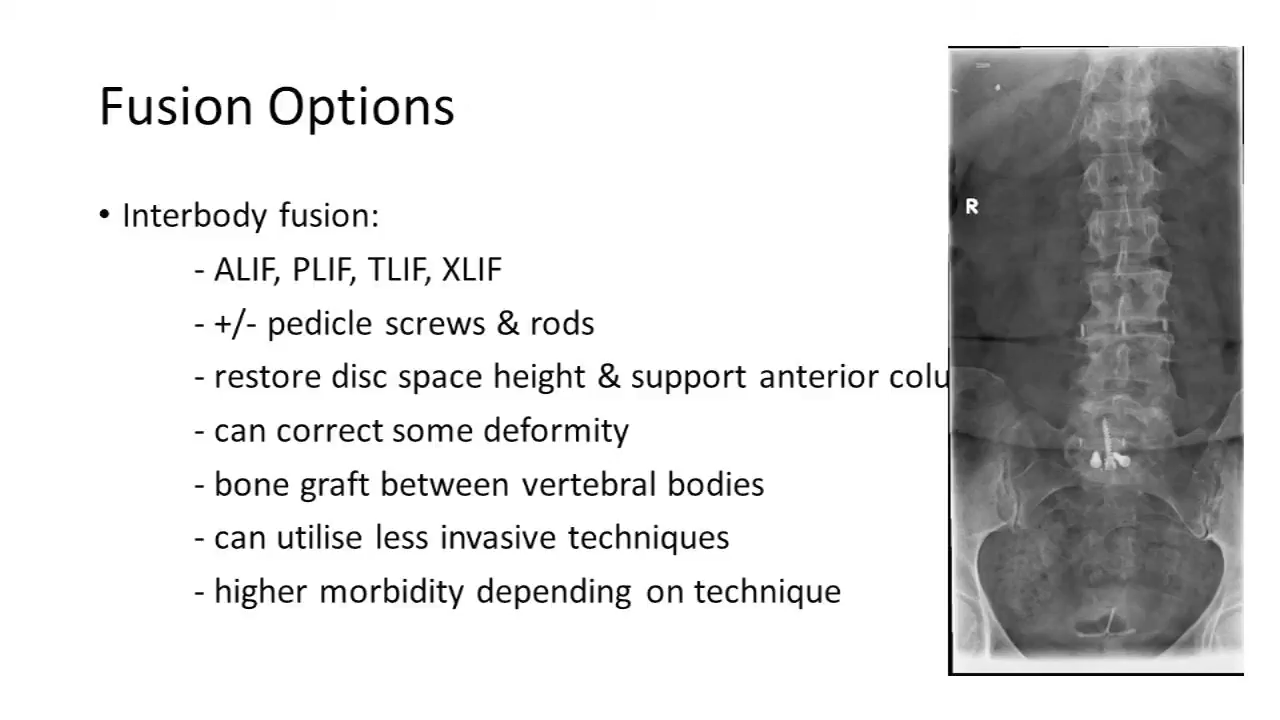 Fusion Options
• Interbody fusion:
- ALIF, PLIF, TLIF, XLIF
- +/- pedicle screws & rods
- restore disc space height & support anterior colu
- can correct some deformity
- bone graft between vertebral bodies
- can utilise less invasive techniques
- higher morbidity depending on technique
R